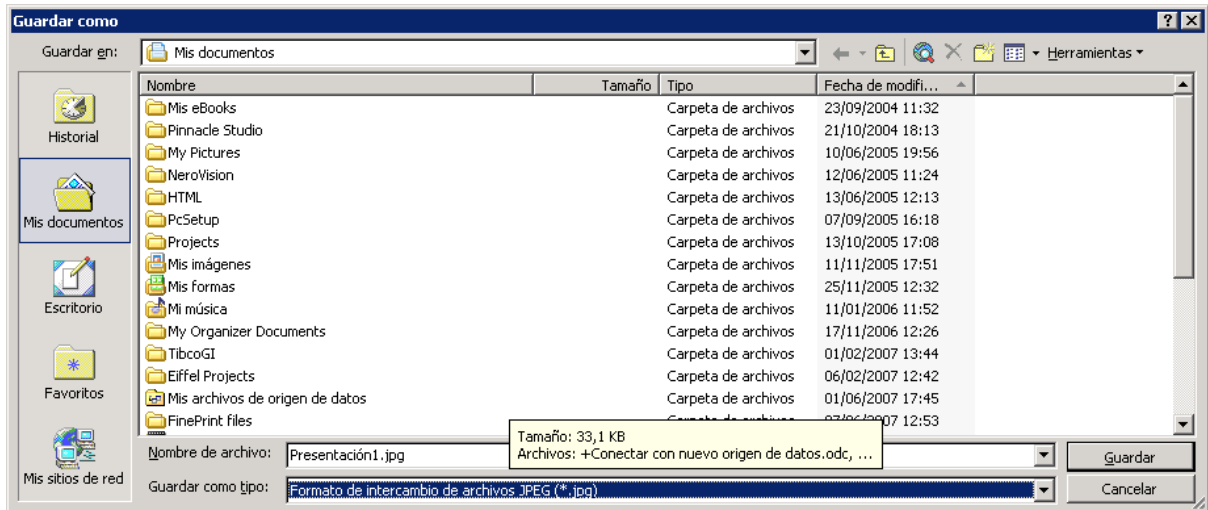 Guardar como
Guardar en: Mis documentos Herramientas
Nombre Tamaño Tipo Fecha de modifi...
Mis eBooks Carpeta de archivos 23/09/2004 11:32
Pinnacle Studio Carpeta de archivos 21/10/2004 18:13
My Pictures Carpeta de archivos 10/06/2005 19:56
NeroVision Carpeta de archivos 12/06/2005 11:24
HTML Carpeta de archivos 13/06/2005 12:13
PcSetup Carpeta de archivos 07/09/2005 16:18
Projects Carpeta de archivos 13/10/2005 17:08
Mis imágenes Carpeta de archivos 11/11/2005 17:51
Mis formas Carpeta de archivos 25/11/2005 12:32
Mi música Carpeta de archivos 11/01/2006 11:52
My Organizer Documents Carpeta de archivos 17/11/2006 12:26
TibcoGI Carpeta de archivos 01/02/2007 13:44
Eiffel Projects Carpeta de archivos 06/02/2007 12:42
Mis archivos de origen de datos Carpeta de archivos 01/06/2007 17:45
FinePrint files 12:53
Historial
Mis documentos
Escritorio
Favoritos
Mis sitios de red
Tamaño: 33,1 KB
Archivos: +Conectar con nuevo origen de datos.odc, ...
Nombre de archivo: Presentación1.jpg Guardar
Guardar como tipo: Formato de intercambio de archivos JPEG (*.jpg) Cancelar